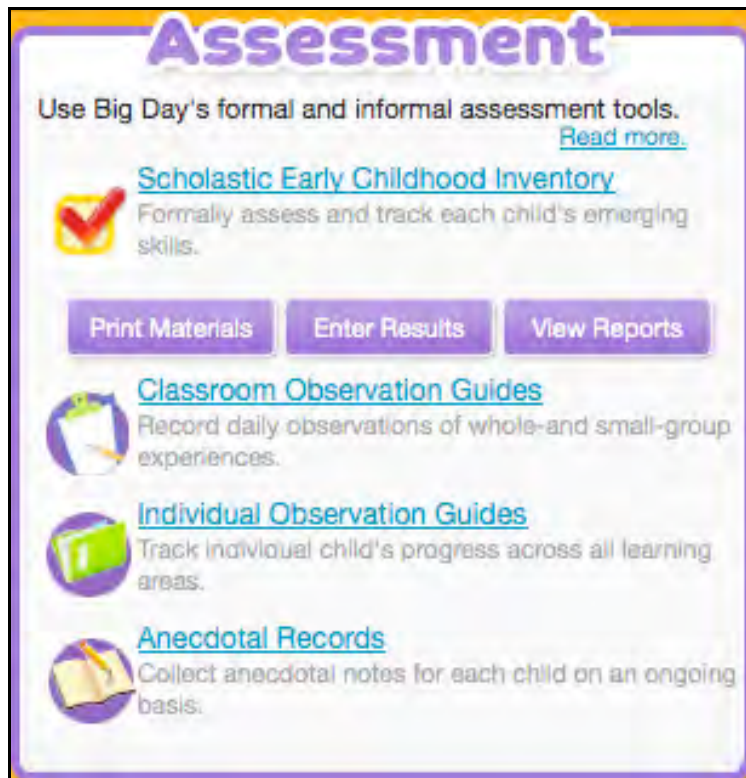 Assessment
Use Big Day's formal and informal assessment tools.
Read more.
Scholastic Early Childhood Inventory
Formally assess and track each child's emerging
skills.
Print Materials Enter Results View Reports
Classroom Observation Guides
Record daily observations of whole-and small-group
experiences.
Individual Observation Guides
Track individual child's progress across all learning
areas.
Anecdotal Records
Collect anecdotal notes for each child on an ongoing
basis.